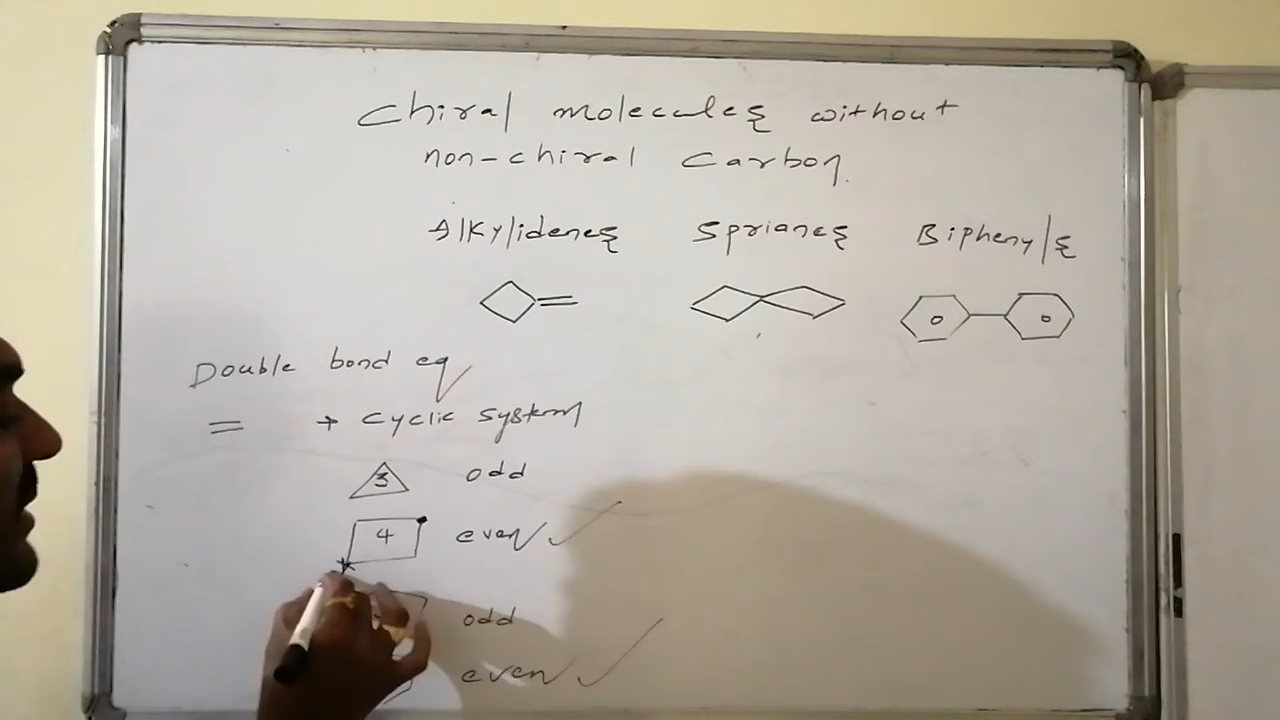 Chiral molecules without
non-chiral Carbon.
Alkylidenes Sprianes Biphenyls
Double bond eq
= → cyclic system
3 odd
4 even ✓
odd
even ✓